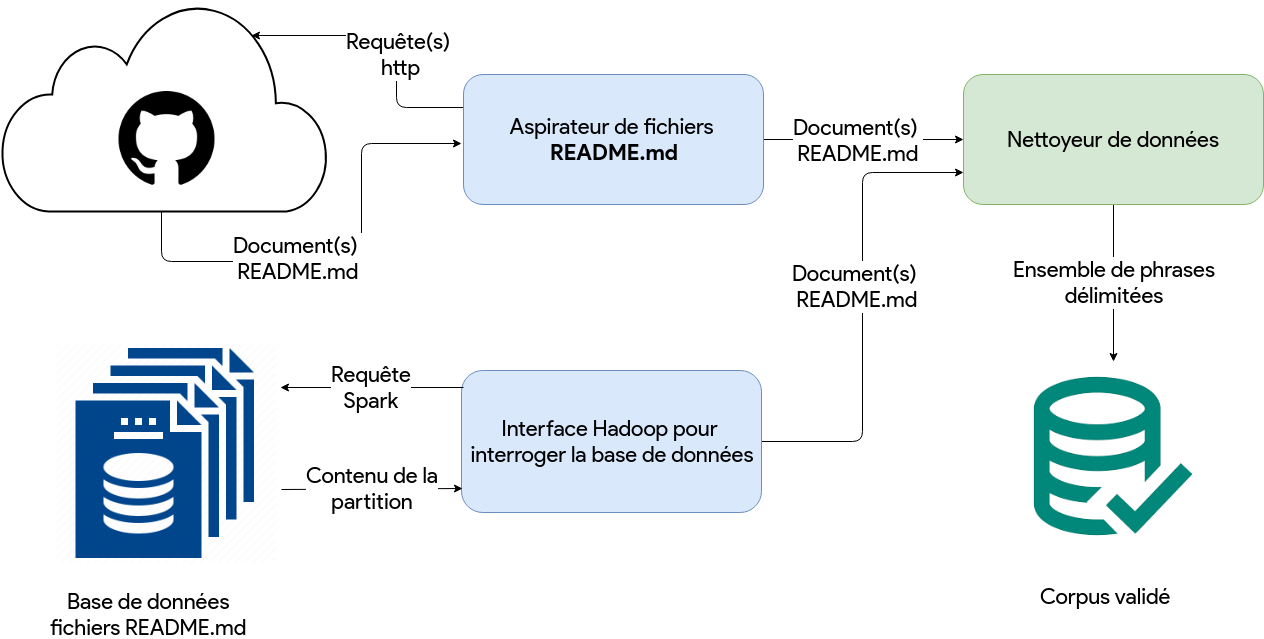 Requête(s)
http
Aspirateur de fichiers
README.md
Document(s)
README.md
Nettoyeur de données
Document(s)
README.md
Document(s)
README.md
Ensemble de phrases
délimitées
Requête
Spark
Interface Hadoop pour
interroger la base de données
Contenu de la
partition
Base de données
fichiers README.md
Corpus validé